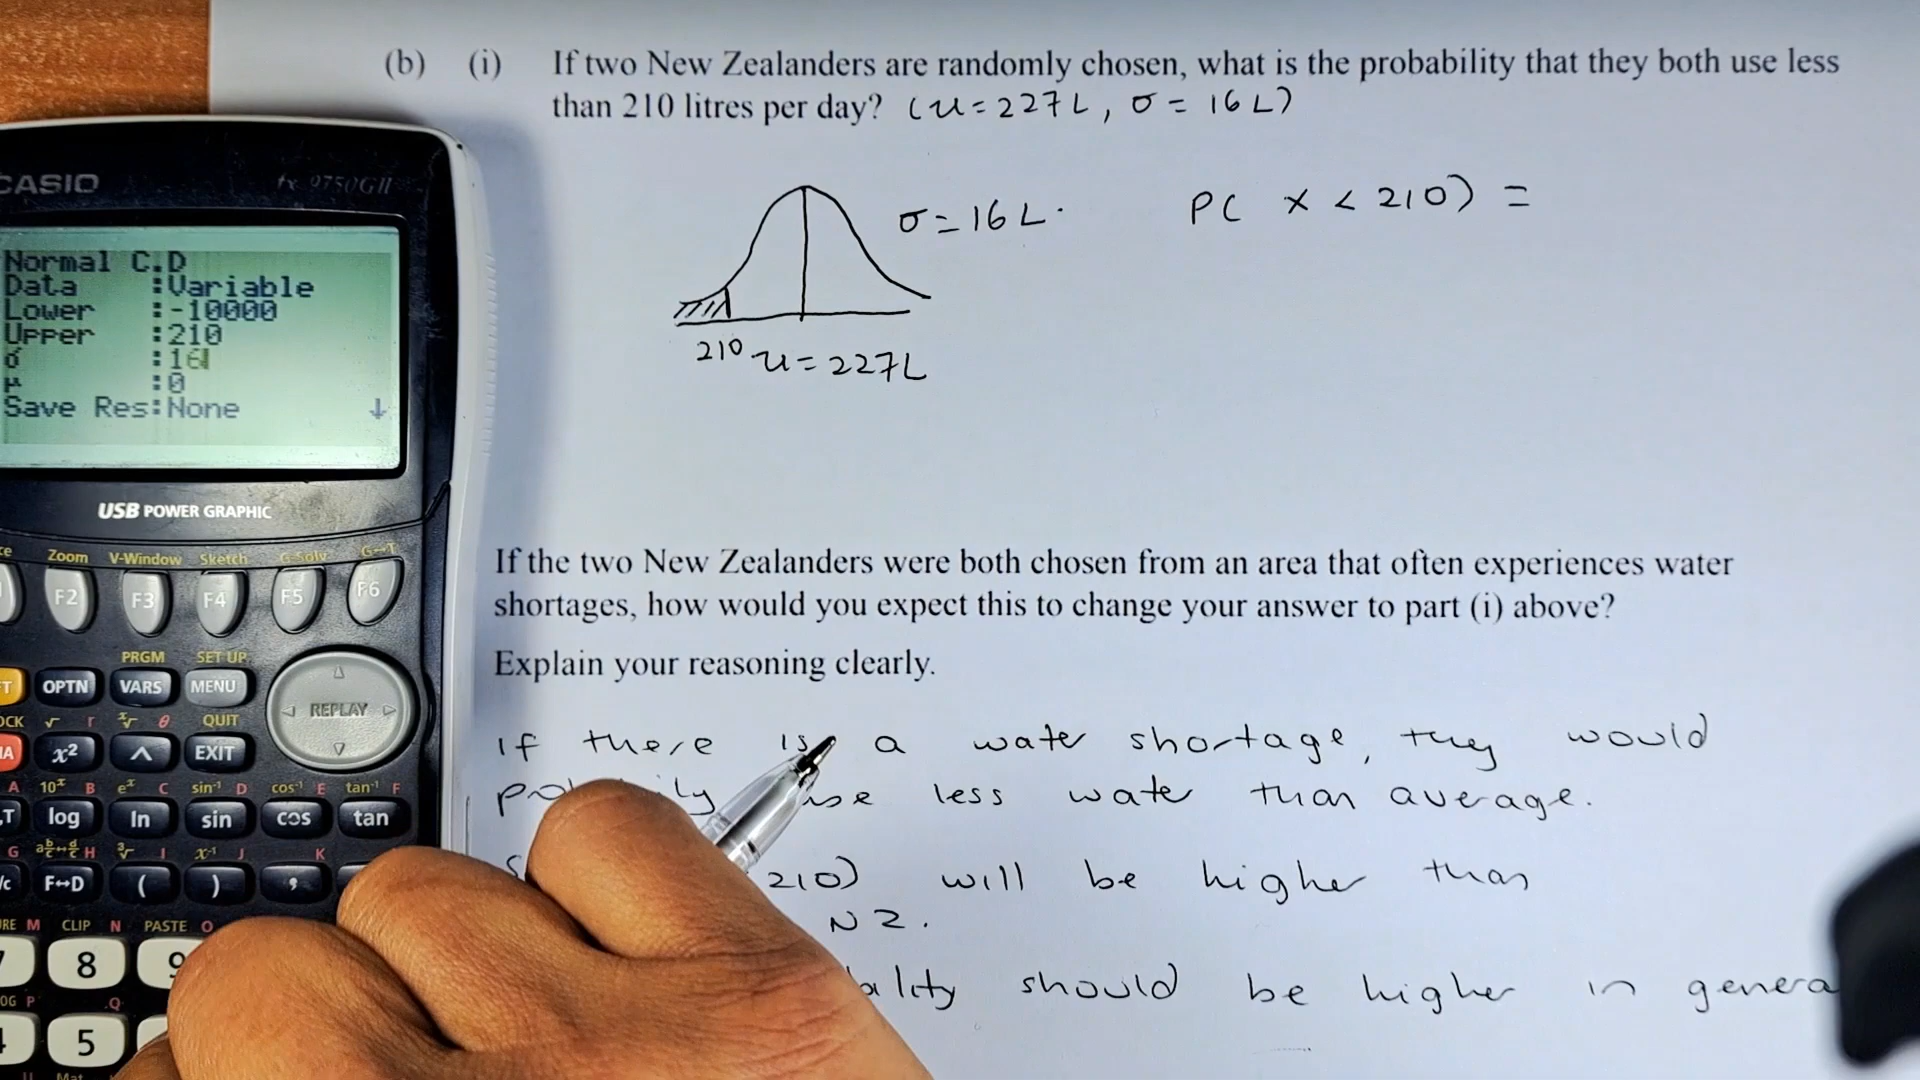 (b) (i) If two New Zealanders are randomly chosen, what is the probability that they both use less
than 210 litres per day? (u=227L, σ = 16L)
σ=16L.
P( x < 210) =
210 u=227L
CASIO
fx-9750GII
Normal C.D
Data :Variable
Lower :-10000
Upper :210
σ :16
μ :0
Save Res:None ↓
USB POWER GRAPHIC
Zoom V-Window Sketch G-Solv G↔T
F2 F3 F4 F5 F6
PRGM SET UP
OPTN VARS MENU
REPLAY
√ r ˣ√ θ QUIT
x² ^ EXIT
A 10ˣ B eˣ C sin⁻¹ D cos⁻¹ E tan⁻¹ F
log ln sin cos tan
G H ³√ I x⁻¹ J K
F↔D ( ) ,
M CLIP N PASTE O
8 9
P Q
5
If the two New Zealanders were both chosen from an area that often experiences water
shortages, how would you expect this to change your answer to part (i) above?
Explain your reasoning clearly.
If there is a water shortage, they would
less water than average.
210) will be higher than
NZ.
should be higher in